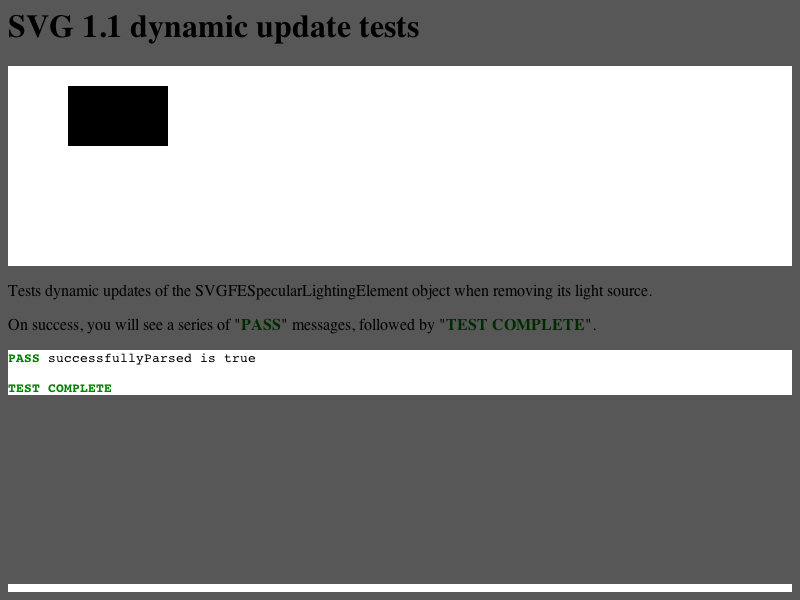 SVG 1.1 dynamic update tests
Tests dynamic updates of the SVGFESpecularLightingElement object when removing its light source.
On success, you will see a series of "PASS" messages, followed by "TEST COMPLETE".
PASS successfullyParsed is true
TEST COMPLETE